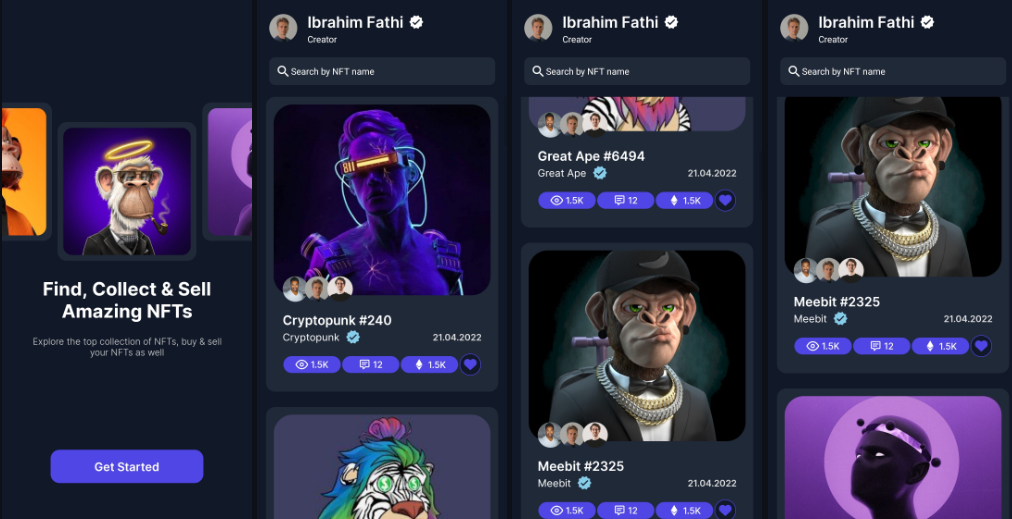 Find, Collect & Sell
Amazing NFTs
Explore the top collection of NFTs, buy & sell
your NFTs as well
Get Started
Ibrahim Fathi
Creator
Search by NFT name
811
Cryptopunk #240
Cryptopunk
21.04.2022
1.5K
12
1.5K
Ibrahim Fathi
Creator
Search by NFT name
Great Ape #6494
Great Ape
21.04.2022
1.5K
12
1.5K
Meebit #2325
Meebit
21.04.2022
1.5K
12
1.5K
Ibrahim Fathi
Creator
Search by NFT name
Meebit #2325
Meebit
21.04.2022
1.5K
12
1.5K